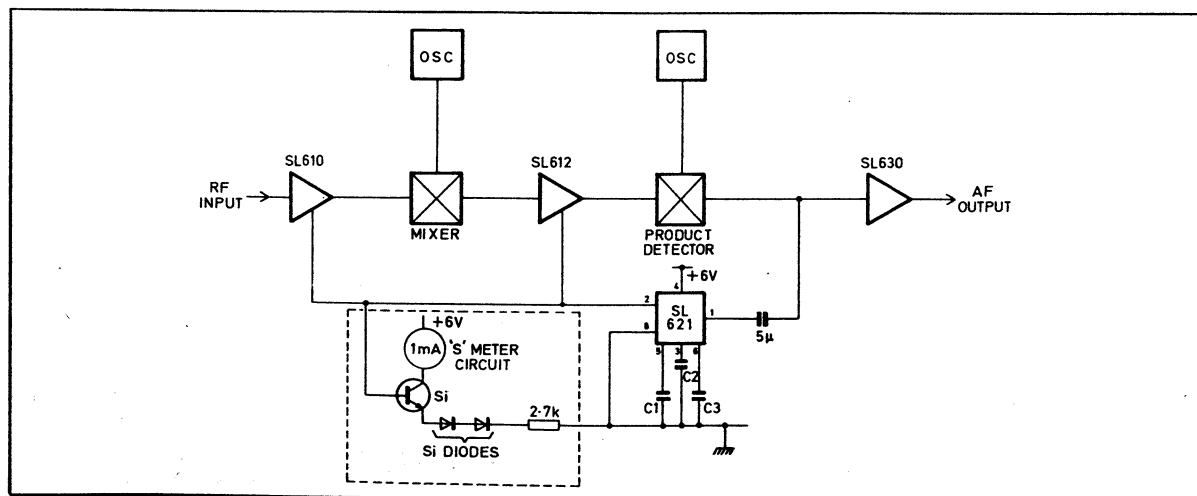 OSC
OSC
SL610
SL612
SL630
RF
INPUT
MIXER
PRODUCT
DETECTOR
AF
OUTPUT
+6V
4
2
SL
621
1
8
5
3
6
5μ
C2
C1
C3
+6V
1mA
'S' METER
CIRCUIT
Si
2·7k
Si DIODES